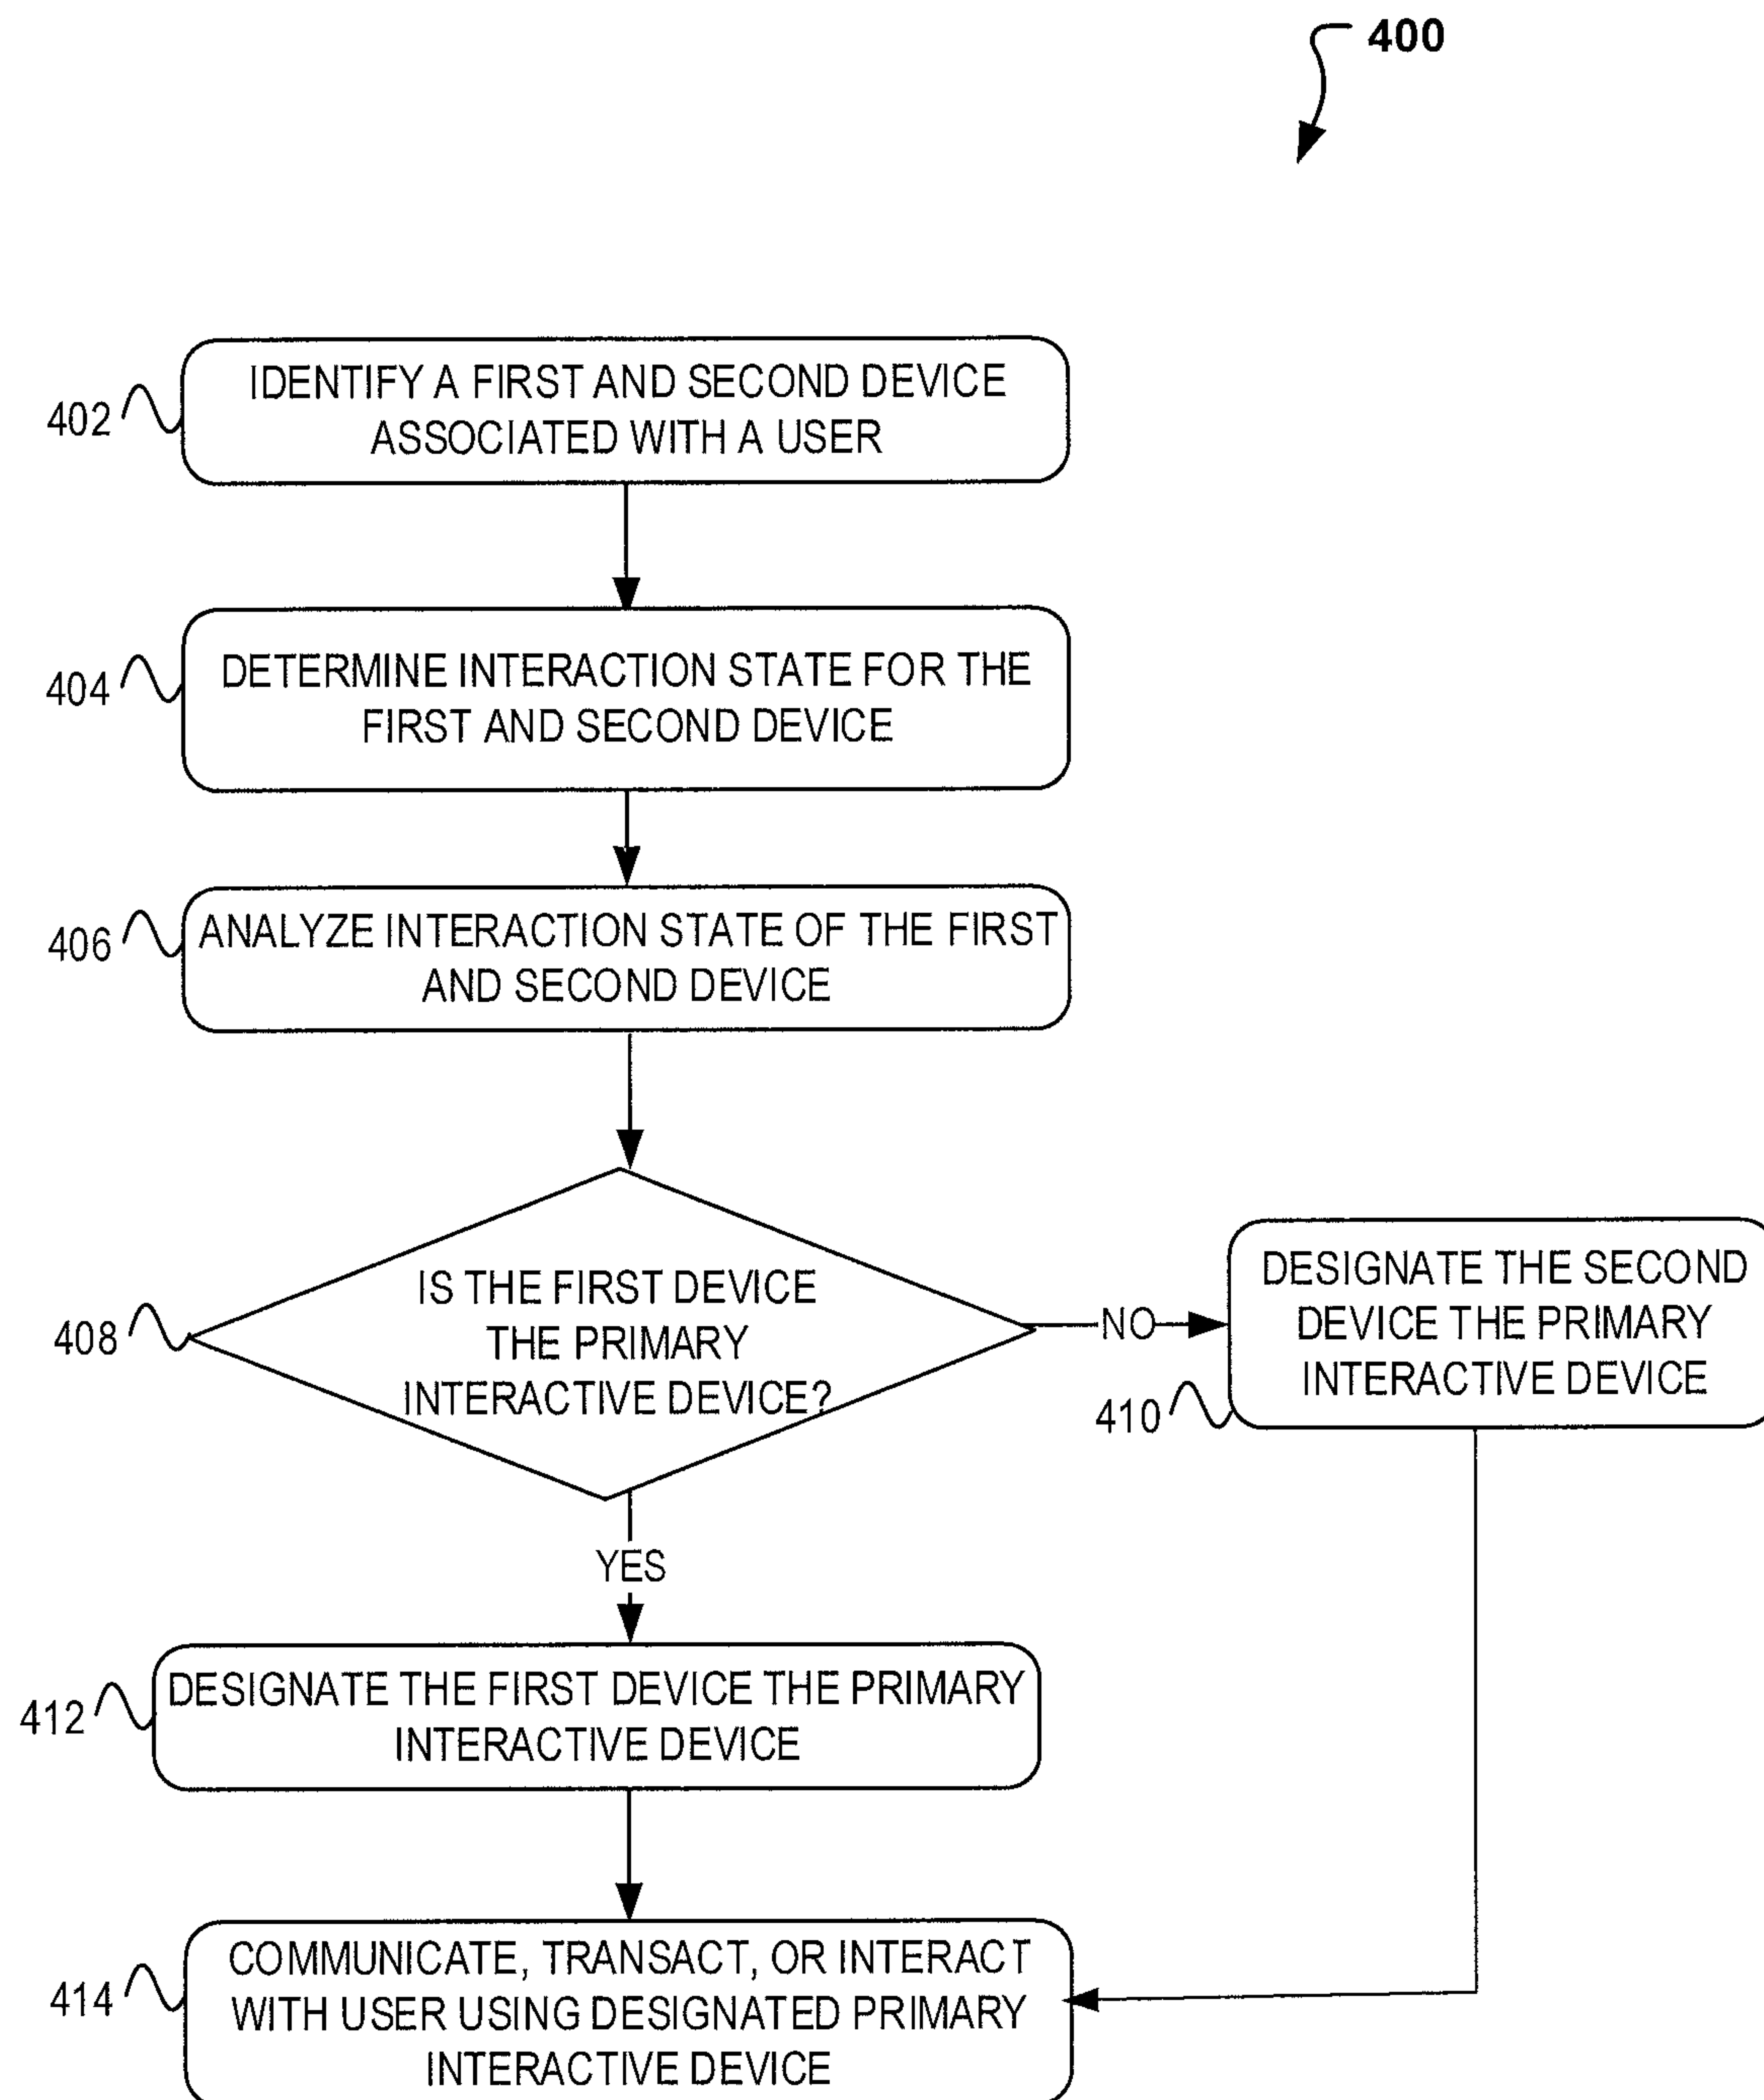 400
402
IDENTIFY A FIRST AND SECOND DEVICE
ASSOCIATED WITH A USER
404
DETERMINE INTERACTION STATE FOR THE
FIRST AND SECOND DEVICE
406
ANALYZE INTERACTION STATE OF THE FIRST
AND SECOND DEVICE
408
IS THE FIRST DEVICE
THE PRIMARY
INTERACTIVE DEVICE?
NO
DESIGNATE THE SECOND
DEVICE THE PRIMARY
INTERACTIVE DEVICE
410
YES
412
DESIGNATE THE FIRST DEVICE THE PRIMARY
INTERACTIVE DEVICE
414
COMMUNICATE, TRANSACT, OR INTERACT
WITH USER USING DESIGNATED PRIMARY
INTERACTIVE DEVICE